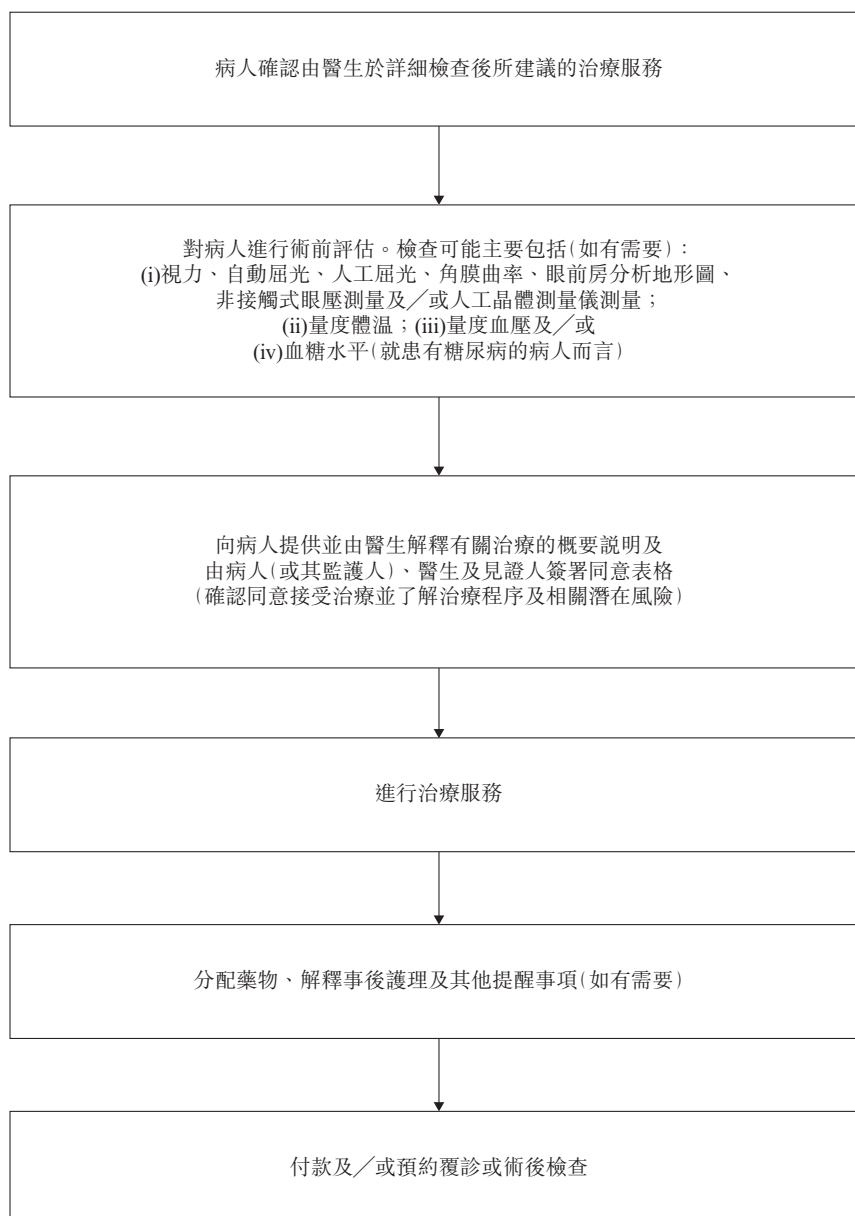 病人確認由醫生於詳細檢查後所建議的治療服務
對病人進行術前評估。檢查可能主要包括(如有需要)：
(i)視力、自動屈光、人工屈光、角膜曲率、眼前房分析地形圖、
非接觸式眼壓測量及╱或人工晶體測量儀測量；
(ii)量度體溫；(iii)量度血壓及╱或
(iv)血糖水平(就患有糖尿病的病人而言)
向病人提供並由醫生解釋有關治療的概要說明及
由病人(或其監護人)、醫生及見證人簽署同意表格
(確認同意接受治療並了解治療程序及相關潛在風險)
進行治療服務
分配藥物、解釋事後護理及其他提醒事項(如有需要)
付款及╱或預約覆診或術後檢查